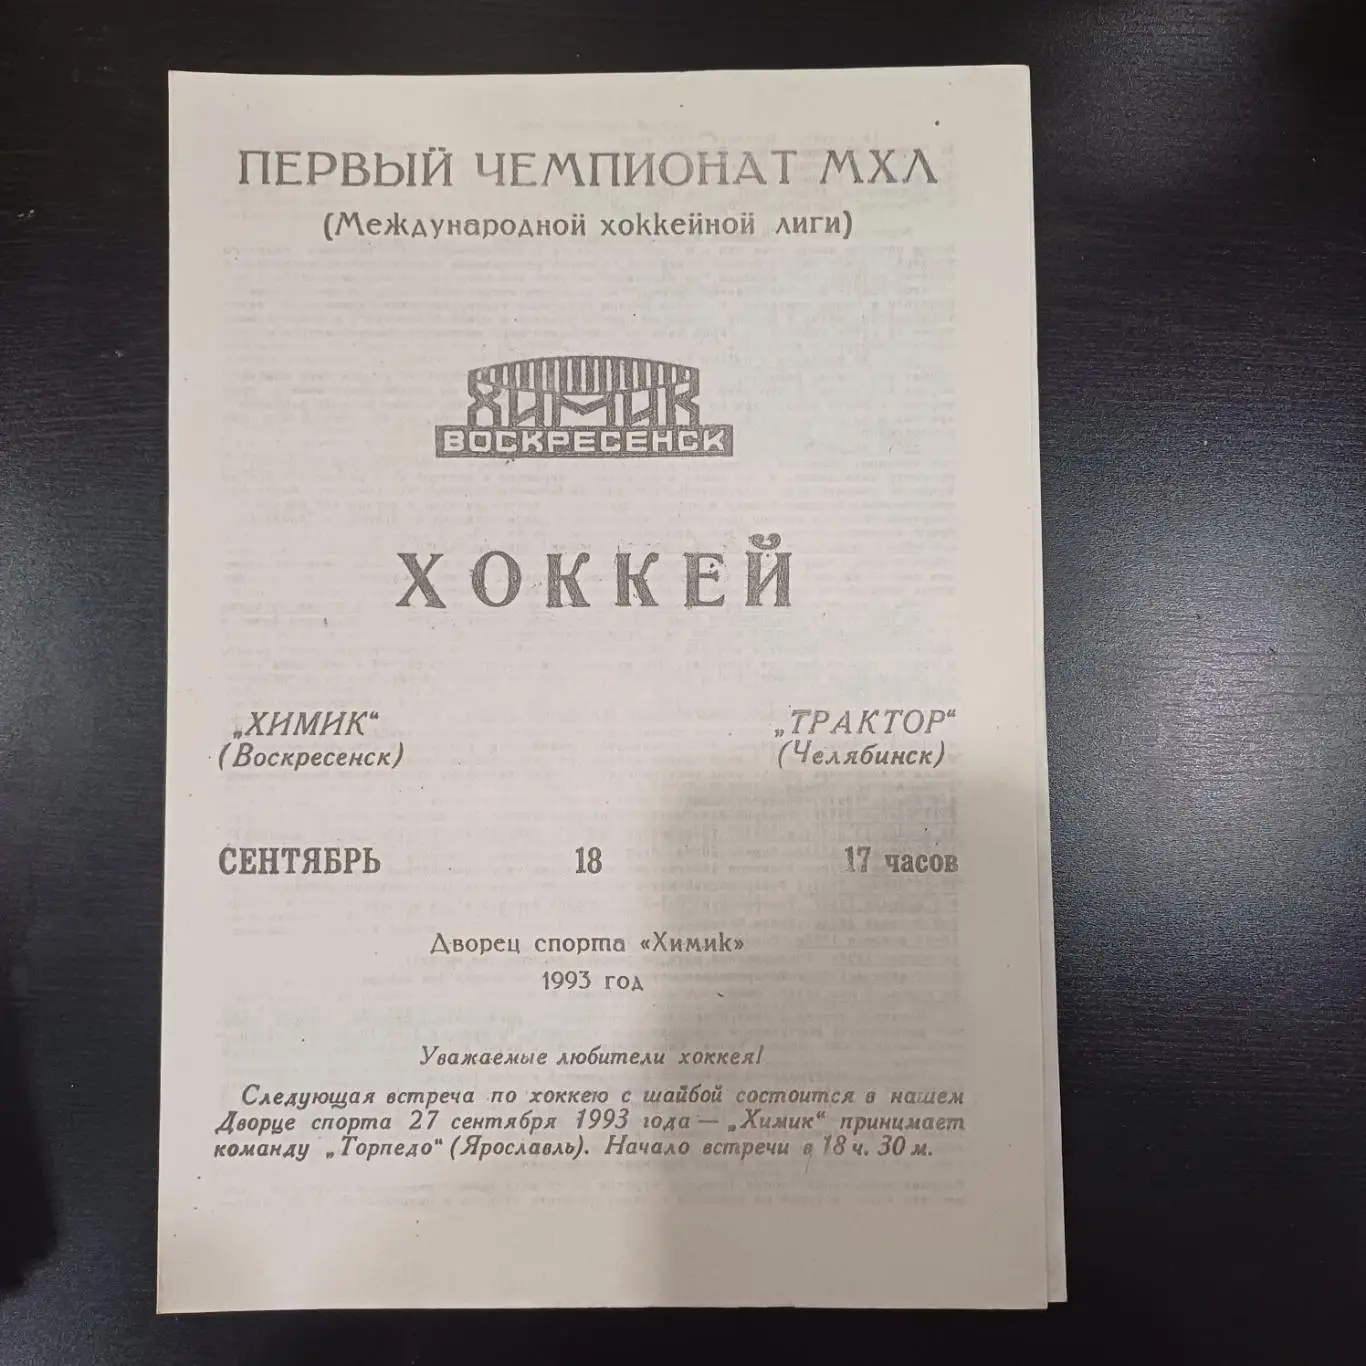 ПЕРВЫЙ ЧЕМПИОНАТ МХЛ
(Международной хоккейной лиги)
ХИМИК
ВОСКРЕСЕНСК
ХОККЕЙ
„ХИМИК“ „ТРАКТОР“
(Воскресенск) (Челябинск)
СЕНТЯБРЬ 18 17 часов
Дворец спорта «Химик»
1993 год
Уважаемые любители хоккея!
Следующая встреча по хоккею с шайбой состоится в нашем
Дворце спорта 27 сентября 1993 года — „Химик“ принимает
команду „Торпедо“ (Ярославль). Начало встречи в 18 ч. 30 м.